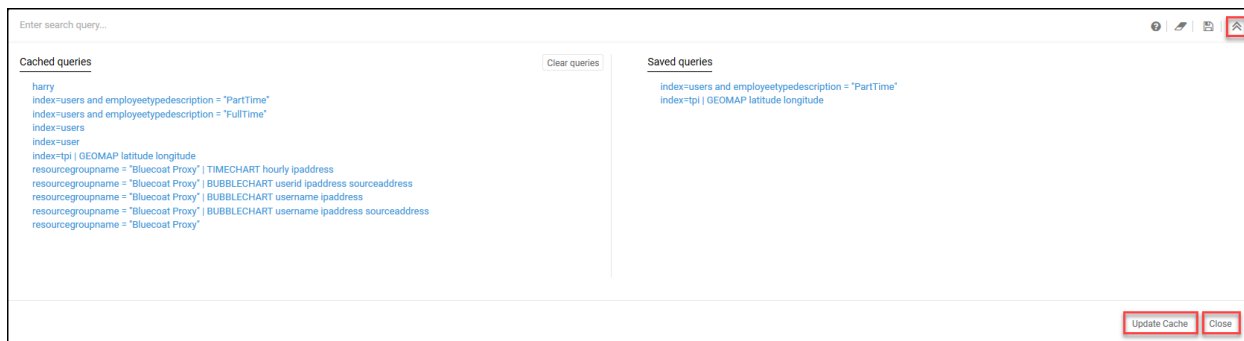 Enter search query...
Cached queries
Clear queries
harry
index=users and employeetypedescription = "PartTime"
index=users and employeetypedescription = "FullTime"
index=users
index=user
index=tpi | GEOMAP latitude longitude
resourcegroupname = "Bluecoat Proxy" | TIMECHART hourly ipaddress
resourcegroupname = "Bluecoat Proxy" | BUBBLECHART userid ipaddress sourceaddress
resourcegroupname = "Bluecoat Proxy" | BUBBLECHART username ipaddress
resourcegroupname = "Bluecoat Proxy" | BUBBLECHART username ipaddress sourceaddress
resourcegroupname = "Bluecoat Proxy"
Saved queries
index=users and employeetypedescription = "PartTime"
index=tpi | GEOMAP latitude longitude
Update Cache
Close